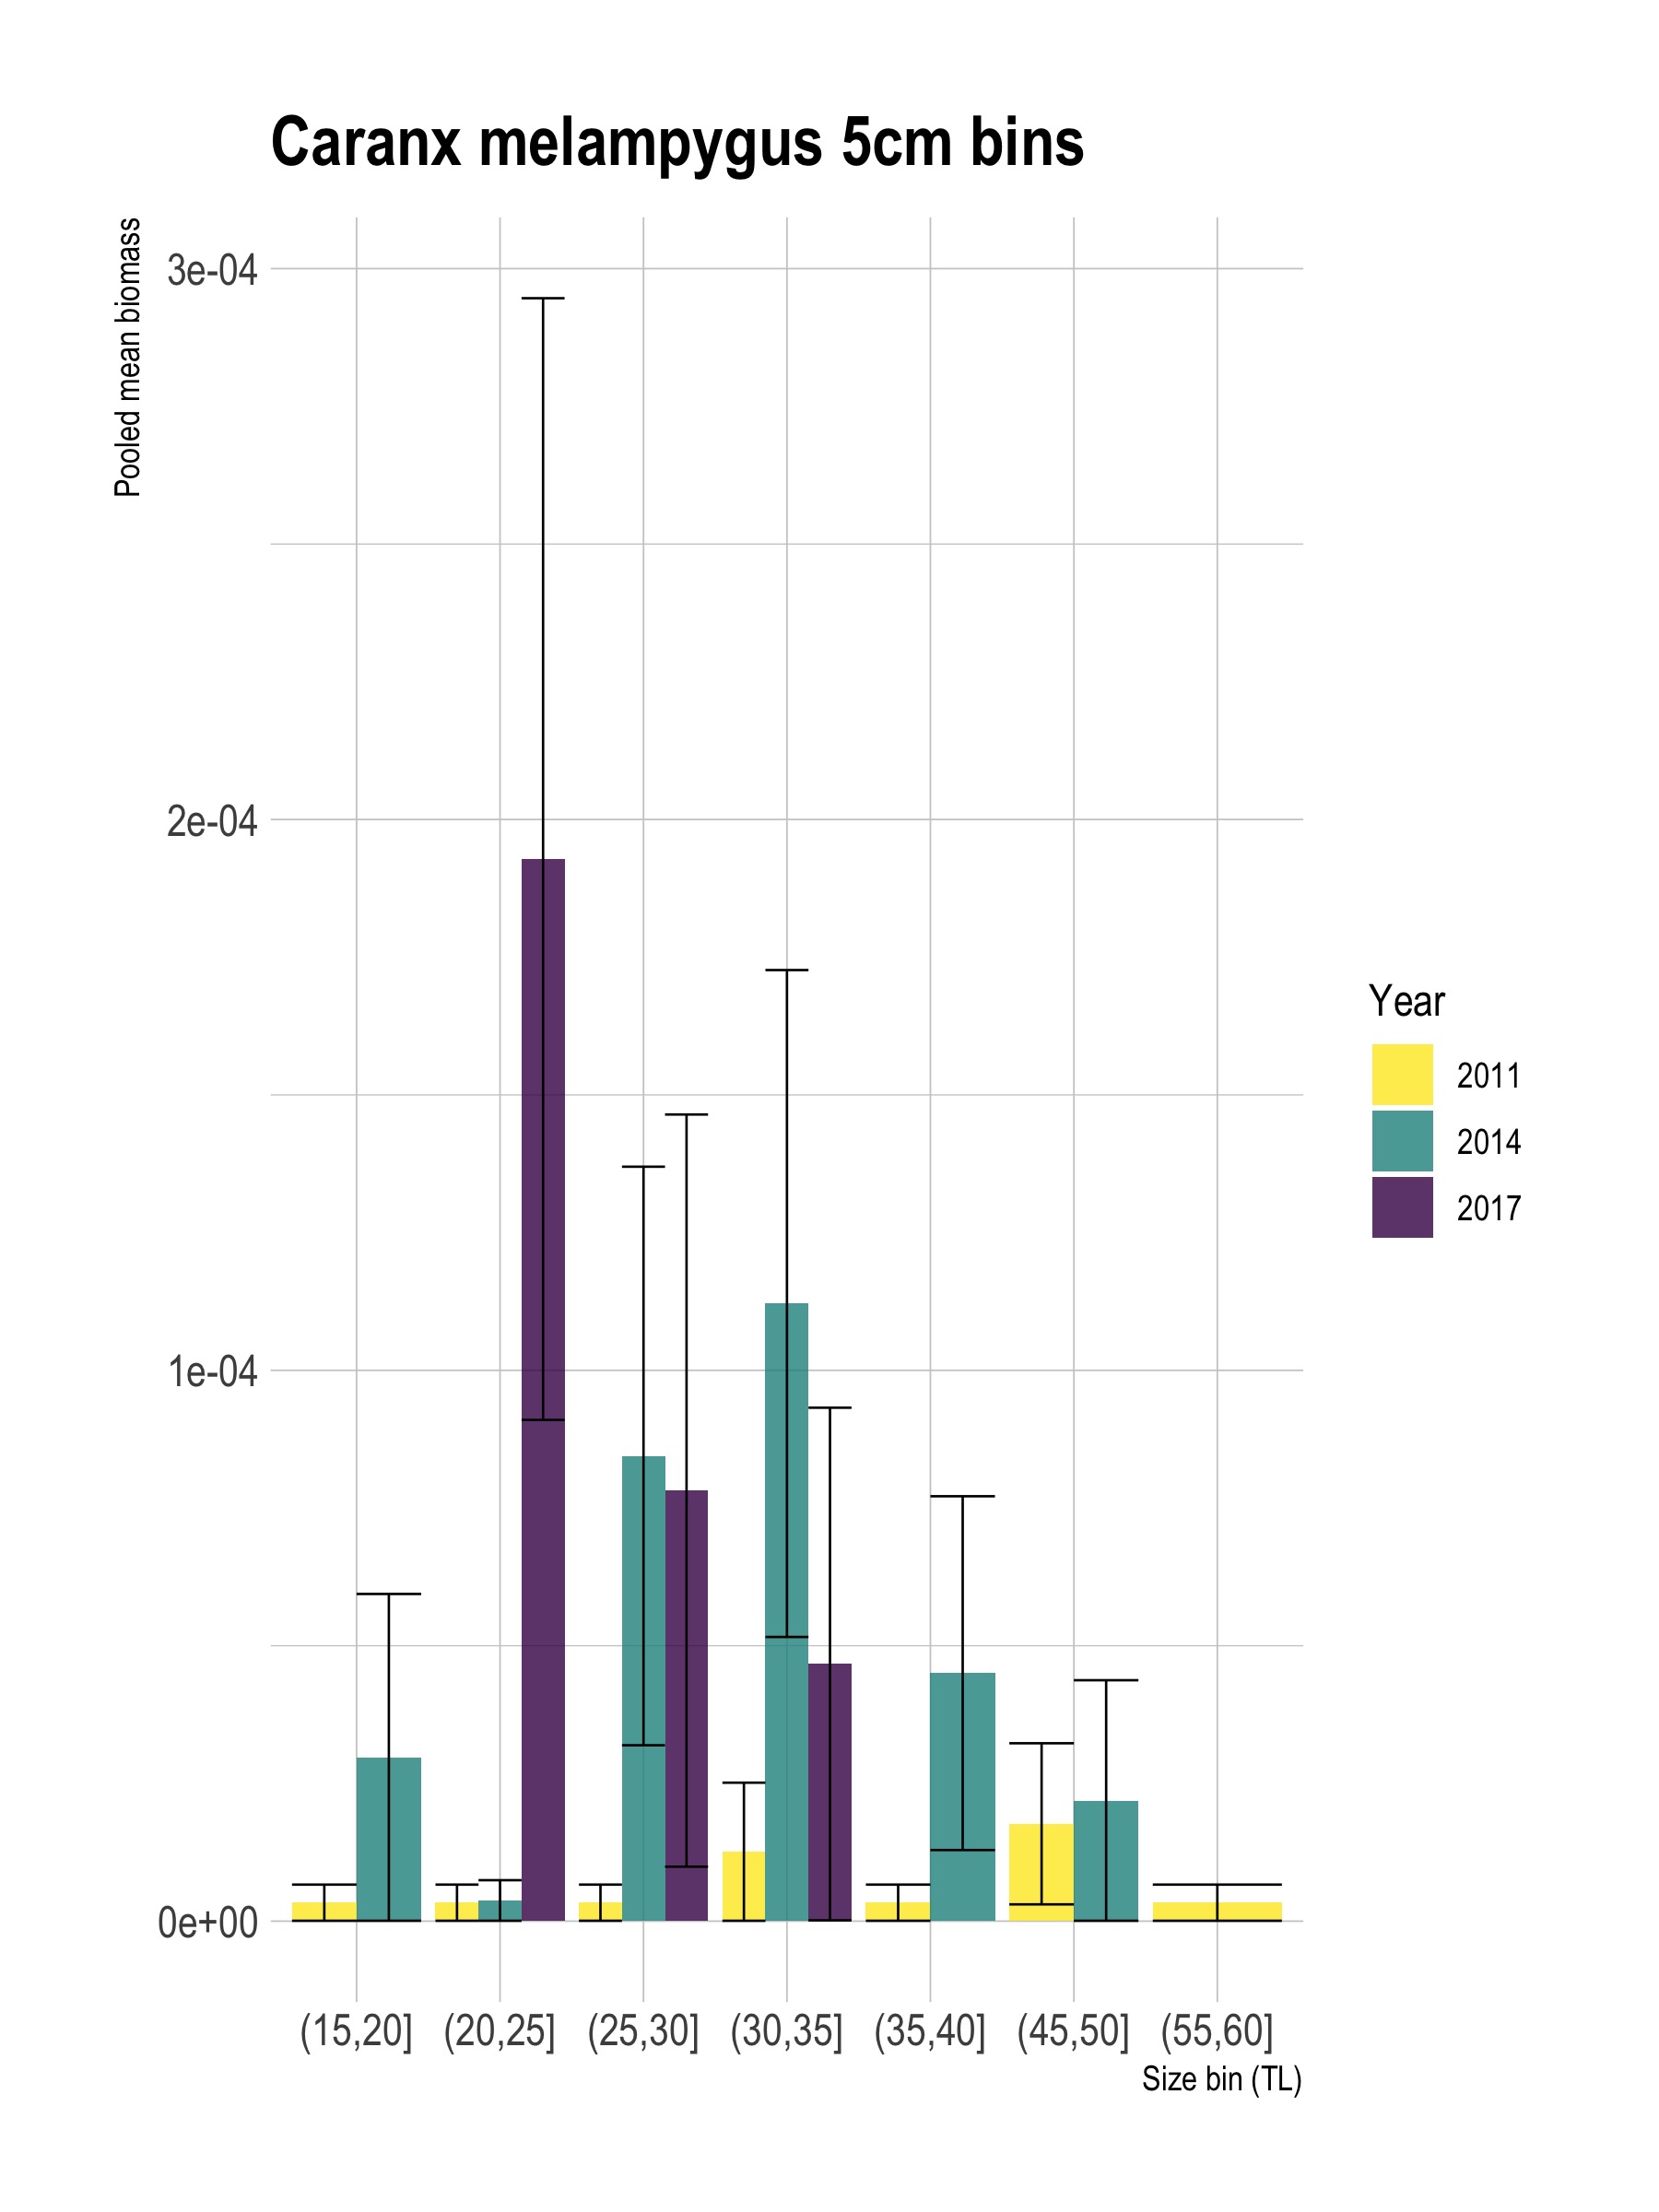 Caranx melampygus 5cm bins
Pooled mean biomass
3e-04
2e-04
1e-04
0e+00
(15,20] (20,25] (25,30] (30,35] (35,40] (45,50] (55,60]
Size bin (TL)
Year
2011
2014
2017